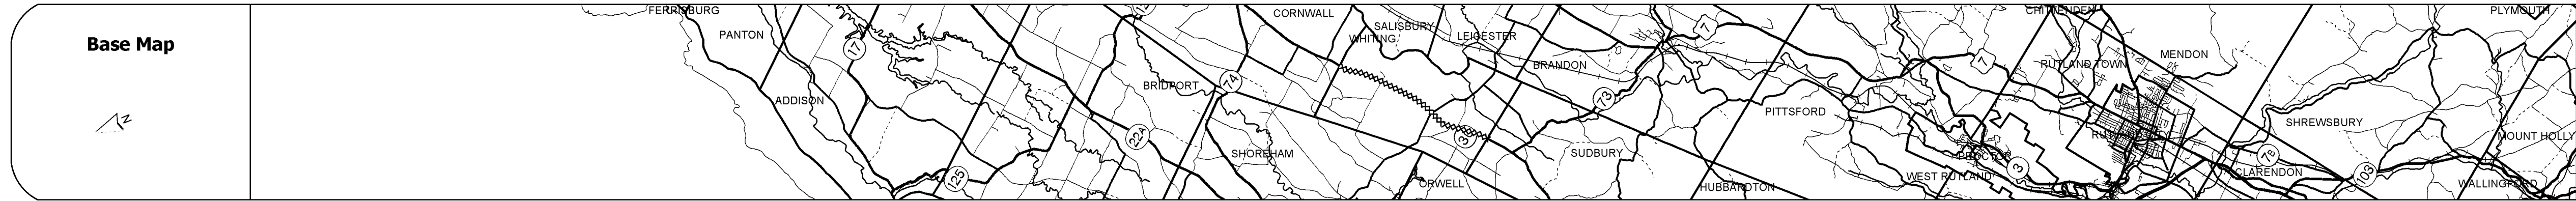 Base Map
N
FERRISBURG
PANTON
ADDISON
17
125
BRIDPORT
22A
74
SHOREHAM
CORNWALL
WHITING
SALISBURY
LEICESTER
ORWELL
30
BRANDON
73
SUDBURY
7
HUBBARDTON
PITTSFORD
7
CHITTENDEN
RUTLAND TOWN
PROCTOR
WEST RUTLAND
3
RUTLAND CITY
MENDON
7B
CLARENDON
SHREWSBURY
103
PLYMOUTH
MOUNT HOLLY
WALLINGFORD